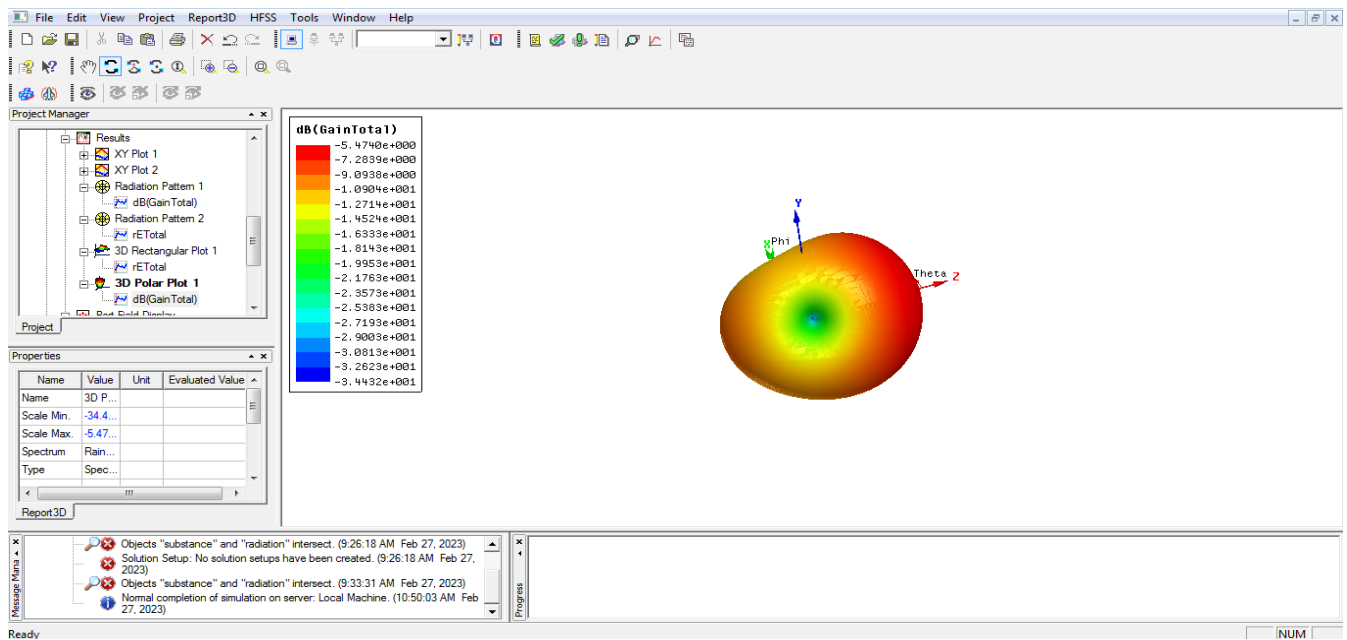 File Edit View Project Report3D HFSS Tools Window Help
Project Manager
Results
XY Plot 1
XY Plot 2
Radiation Pattern 1
dB(GainTotal)
Radiation Pattern 2
rETotal
3D Rectangular Plot 1
rETotal
3D Polar Plot 1
dB(GainTotal)
Project
Properties
Name Value Unit Evaluated Value
Name 3D P...
Scale Min. -34.4...
Scale Max. -5.47...
Spectrum Rain...
Type Spec...
Report3D
dB(GainTotal)
-5.4740e+000
-7.2839e+000
-9.0938e+000
-1.0904e+001
-1.2714e+001
-1.4524e+001
-1.6333e+001
-1.8143e+001
-1.9953e+001
-2.1763e+001
-2.3573e+001
-2.5383e+001
-2.7193e+001
-2.9003e+001
-3.0813e+001
-3.2623e+001
-3.4432e+001
Y
X Phi
Theta Z
Message Mana
Objects "substance" and "radiation" intersect. (9:26:18 AM Feb 27, 2023)
Solution Setup: No solution setups have been created. (9:26:18 AM Feb 27,
2023)
Objects "substance" and "radiation" intersect. (9:33:31 AM Feb 27, 2023)
Normal completion of simulation on server: Local Machine. (10:50:03 AM Feb
27, 2023)
Progress
Ready
NUM